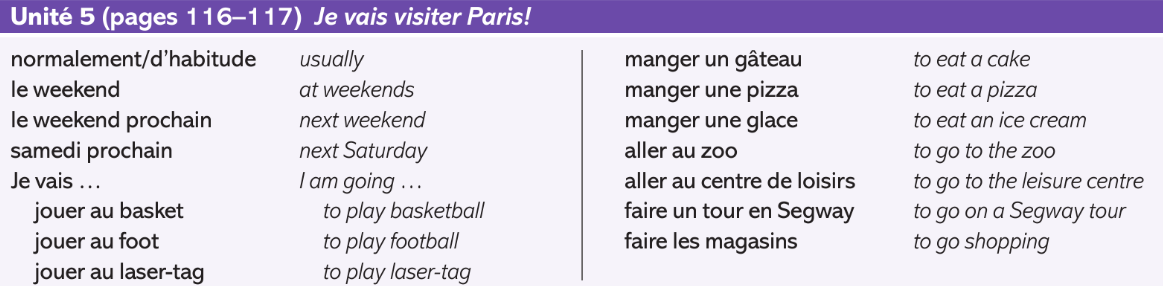 Unité 5 (pages 116–117) Je vais visiter Paris!
normalement/d'habitude usually
le weekend at weekends
le weekend prochain next weekend
samedi prochain next Saturday
Je vais … I am going …
jouer au basket to play basketball
jouer au foot to play football
jouer au laser-tag to play laser-tag
manger un gâteau to eat a cake
manger une pizza to eat a pizza
manger une glace to eat an ice cream
aller au zoo to go to the zoo
aller au centre de loisirs to go to the leisure centre
faire un tour en Segway to go on a Segway tour
faire les magasins to go shopping